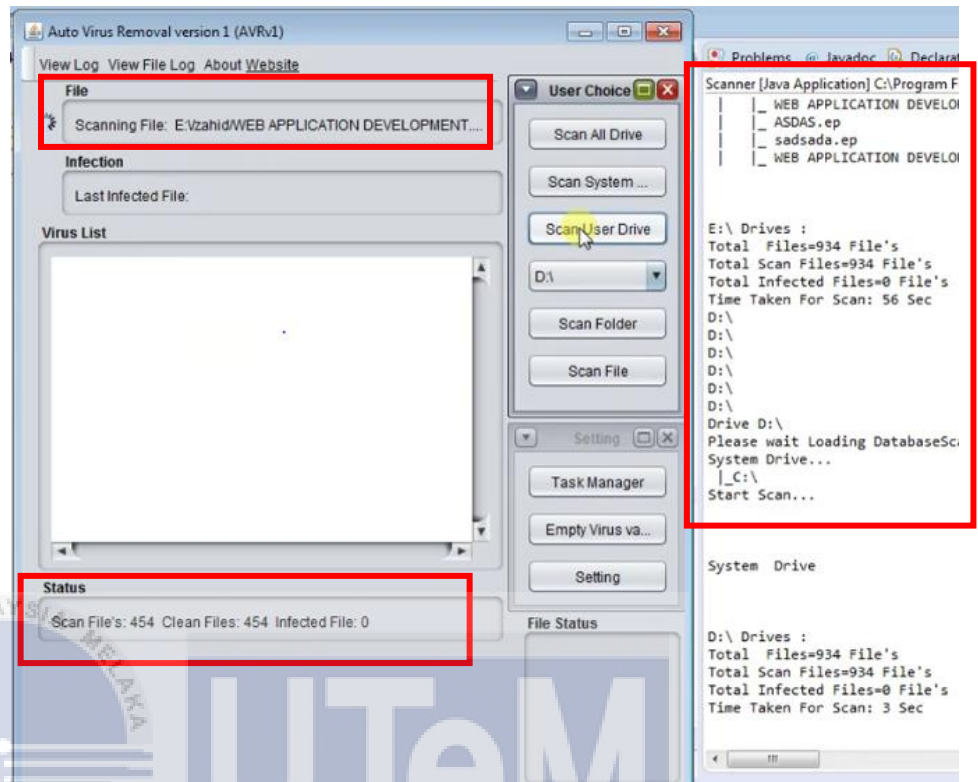 Auto Virus Removal version 1 (AVRv1)
View Log View File Log About Website
File
Scanning File: E:\/zahid/WEB APPLICATION DEVELOPMENT....
Infection
Last Infected File:
Virus List
Status
Scan File's: 454 Clean Files: 454 Infected File: 0
User Choice
Scan All Drive
Scan System ...
Scan User Drive
D:\
Scan Folder
Scan File
Setting
Task Manager
Empty Virus va...
Setting
File Status
Problems @ Javadoc Declarat
Scanner [Java Application] C:\Program F
| |_ WEB APPLICATION DEVELO
| |_ ASDAS.ep
| |_ sadsada.ep
| |_ WEB APPLICATION DEVELO
E:\ Drives :
Total Files=934 File's
Total Scan Files=934 File's
Total Infected Files=0 File's
Time Taken For Scan: 56 Sec
D:\
D:\
D:\
D:\
D:\
D:\
Drive D:\
Please wait Loading DatabaseSc
System Drive...
|_C:\
Start Scan...
System Drive
D:\ Drives :
Total Files=934 File's
Total Scan Files=934 File's
Total Infected Files=0 File's
Time Taken For Scan: 3 Sec
MELAKA
UTeM